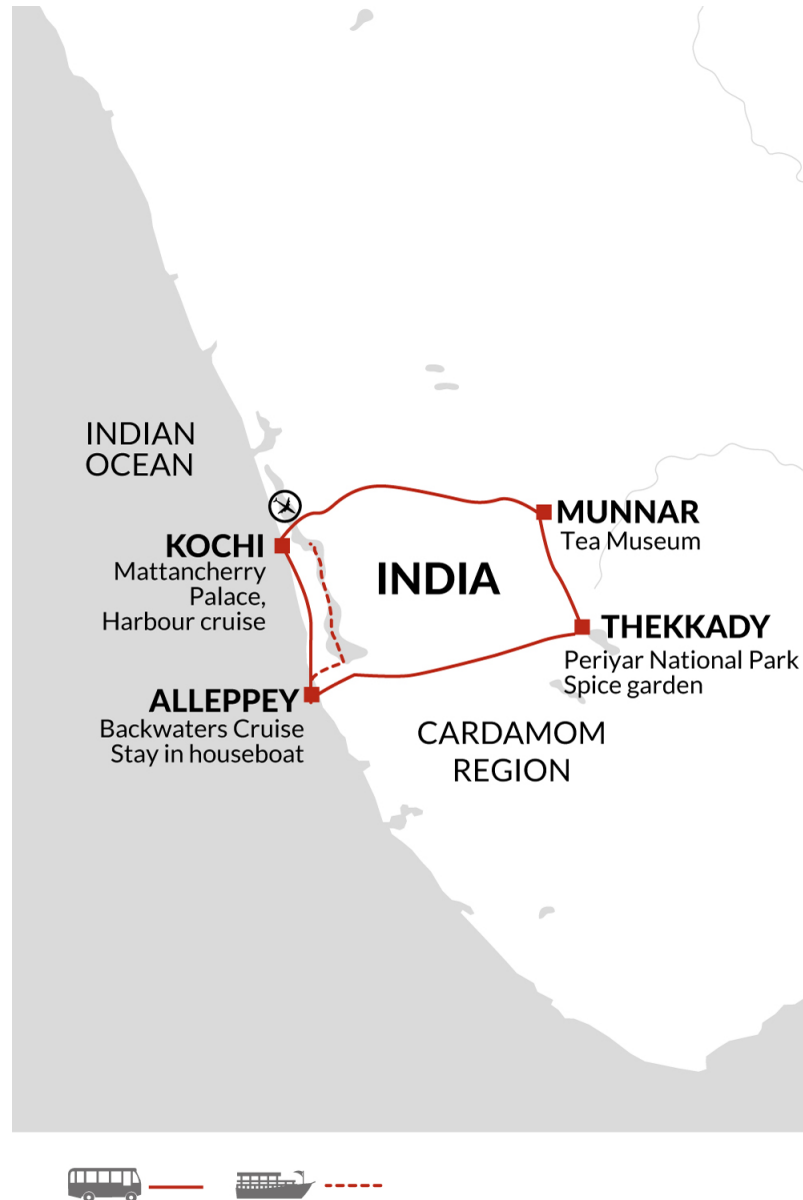 INDIAN
OCEAN
MUNNAR
Tea Museum
KOCHI
Mattancherry
Palace,
Harbour cruise
INDIA
THEKKADY
Periyar National Park
Spice garden
ALLEPPEY
Backwaters Cruise
Stay in houseboat
CARDAMOM
REGION